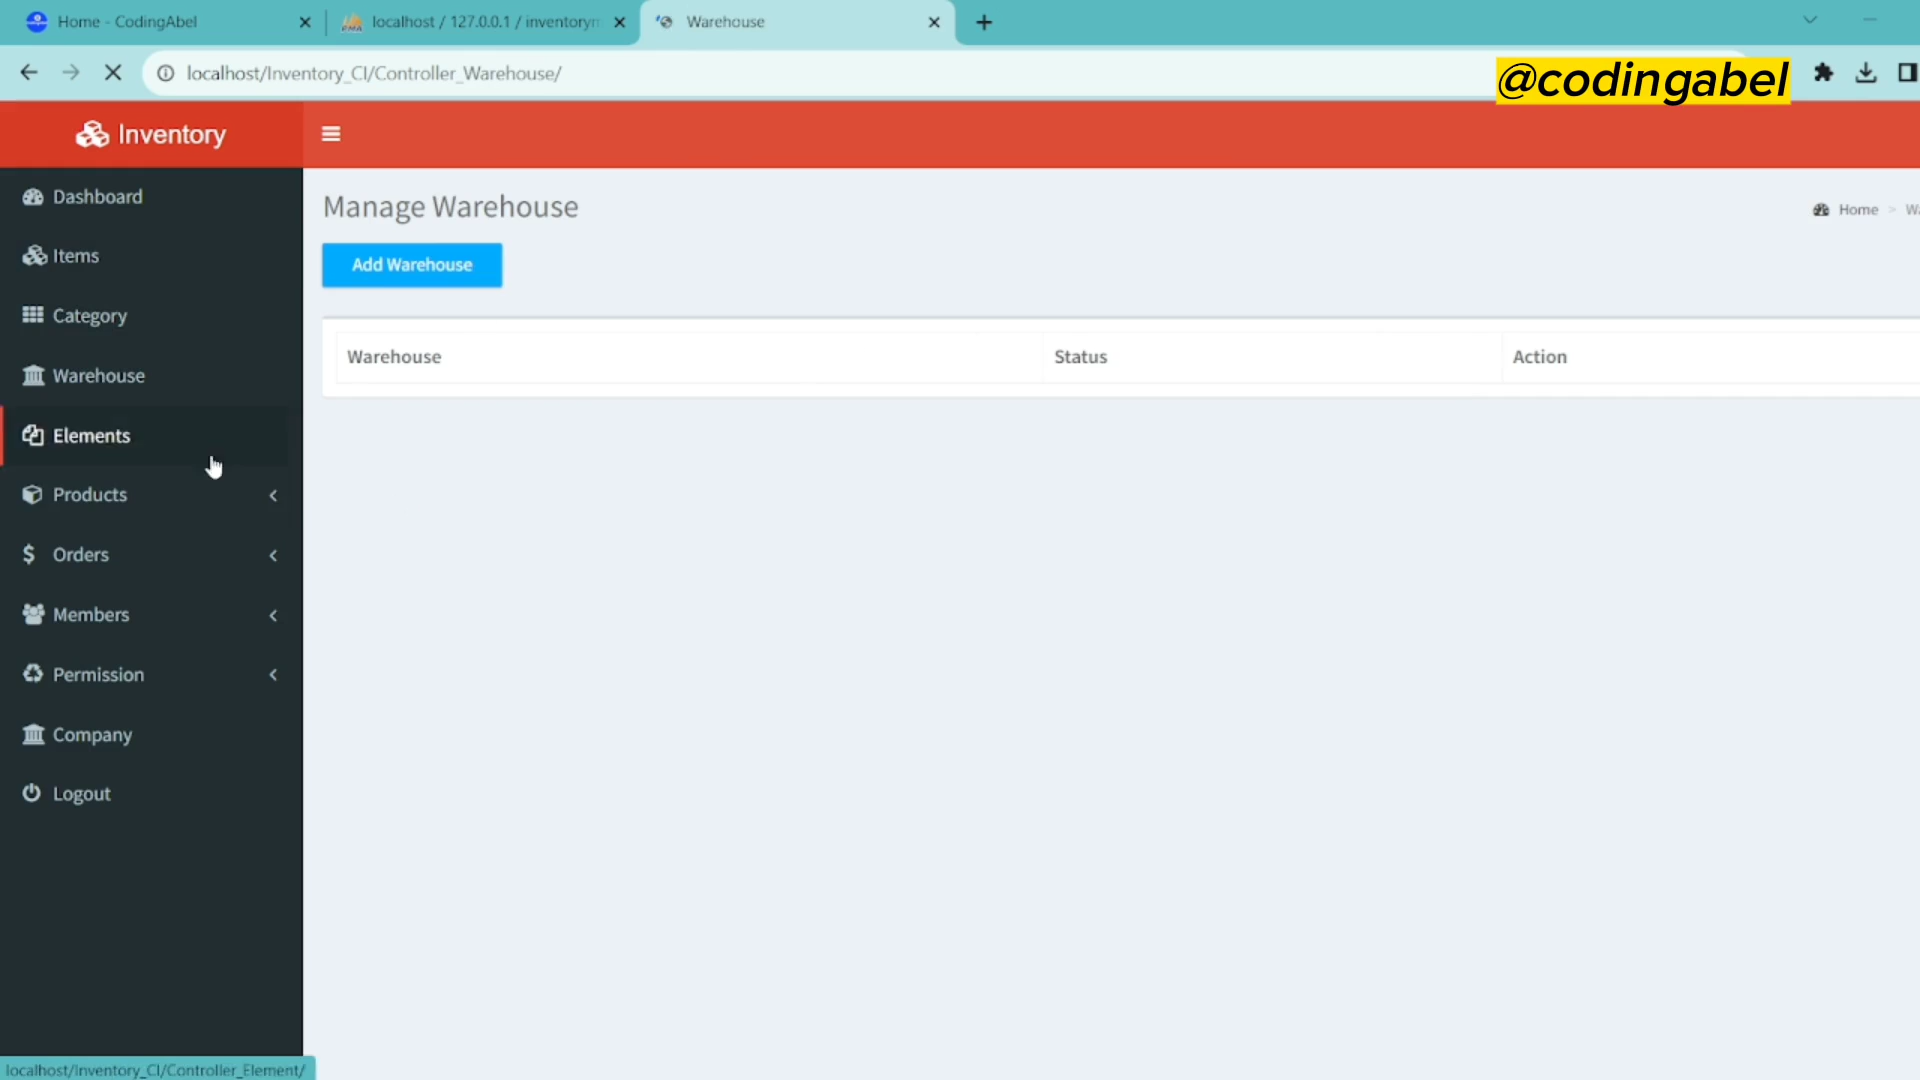 Home - CodingAbel
localhost / 127.0.0.1 / inventory
Warehouse
localhost/Inventory_CI/Controller_Warehouse/
@codingabel
Inventory
Dashboard
Items
Category
Warehouse
Elements
Products
Orders
Members
Permission
Company
Logout
Manage Warehouse
Home >
Add Warehouse
Warehouse Status Action
localhost/Inventory_CI/Controller_Element/